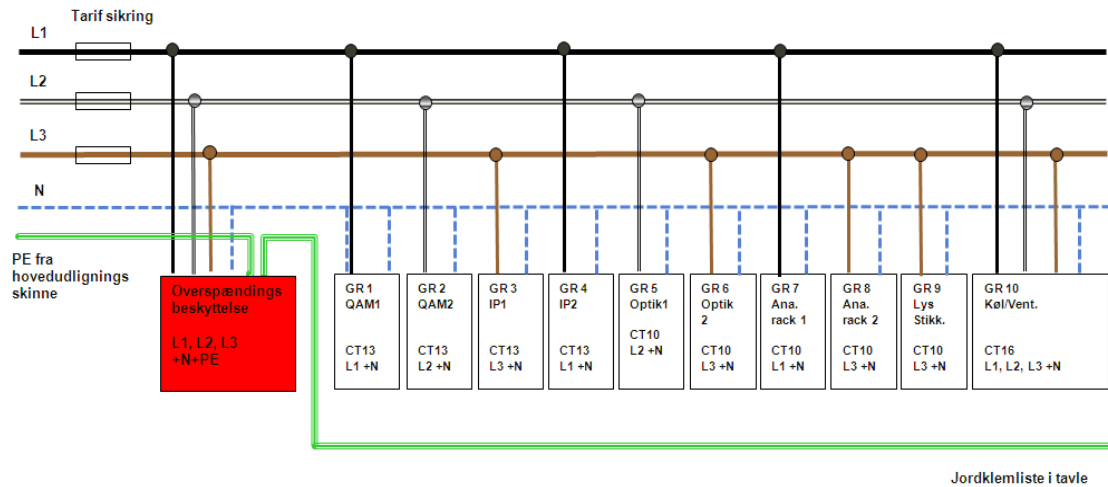 Tarif sikring
L1
L2
L3
N
PE fra
hovedudlignings
skinne
Overspændings
beskyttelse
L1, L2, L3
+N+PE
GR 1
QAM1
CT13
L1 +N
GR 2
QAM2
CT13
L2 +N
GR 3
IP1
CT13
L3 +N
GR 4
IP2
CT13
L1 +N
GR 5
Optik1
CT10
L2 +N
GR 6
Optik
2
CT10
L3 +N
GR 7
Ana.
rack 1
CT10
L1 +N
GR 8
Ana.
rack 2
CT10
L3 +N
GR 9
Lys
Stikk.
CT10
L3 +N
GR 10
Køl/Vent.
CT16
L1, L2, L3 +N
Jordklemliste i tavle